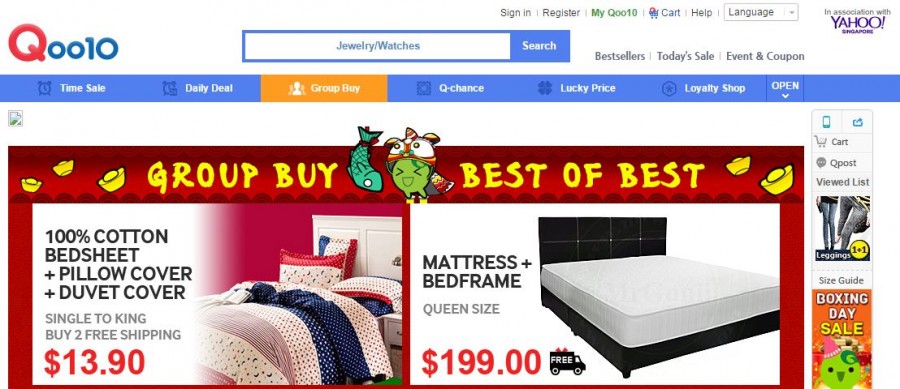 Sign in | Register | My Qoo10 | Cart | Help | Language
In association with
YAHOO!
SINGAPORE
Qoo10
Jewelry/Watches
Search
Bestsellers | Today's Sale | Event & Coupon
Time Sale
Daily Deal
Group Buy
Q-chance
Lucky Price
Loyalty Shop
OPEN
GROUP BUY BEST OF BEST
100% COTTON
BEDSHEET
+ PILLOW COVER
+ DUVET COVER
SINGLE TO KING
BUY 2 FREE SHIPPING
$13.90
MATTRESS +
BEDFRAME
QUEEN SIZE
$199.00
FREE
Cart
Qpost
Viewed List
Leggings 1+1
Size Guide
BOXING
DAY
SALE